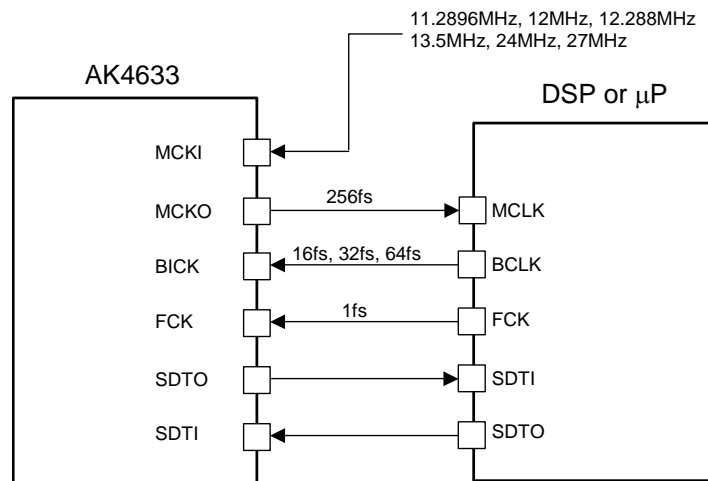 11.2896MHz, 12MHz, 12.288MHz
13.5MHz, 24MHz, 27MHz
AK4633
DSP or μP
MCKI
MCKO
256fs
MCLK
BICK
16fs, 32fs, 64fs
BCLK
FCK
1fs
FCK
SDTO
SDTI
SDTI
SDTO